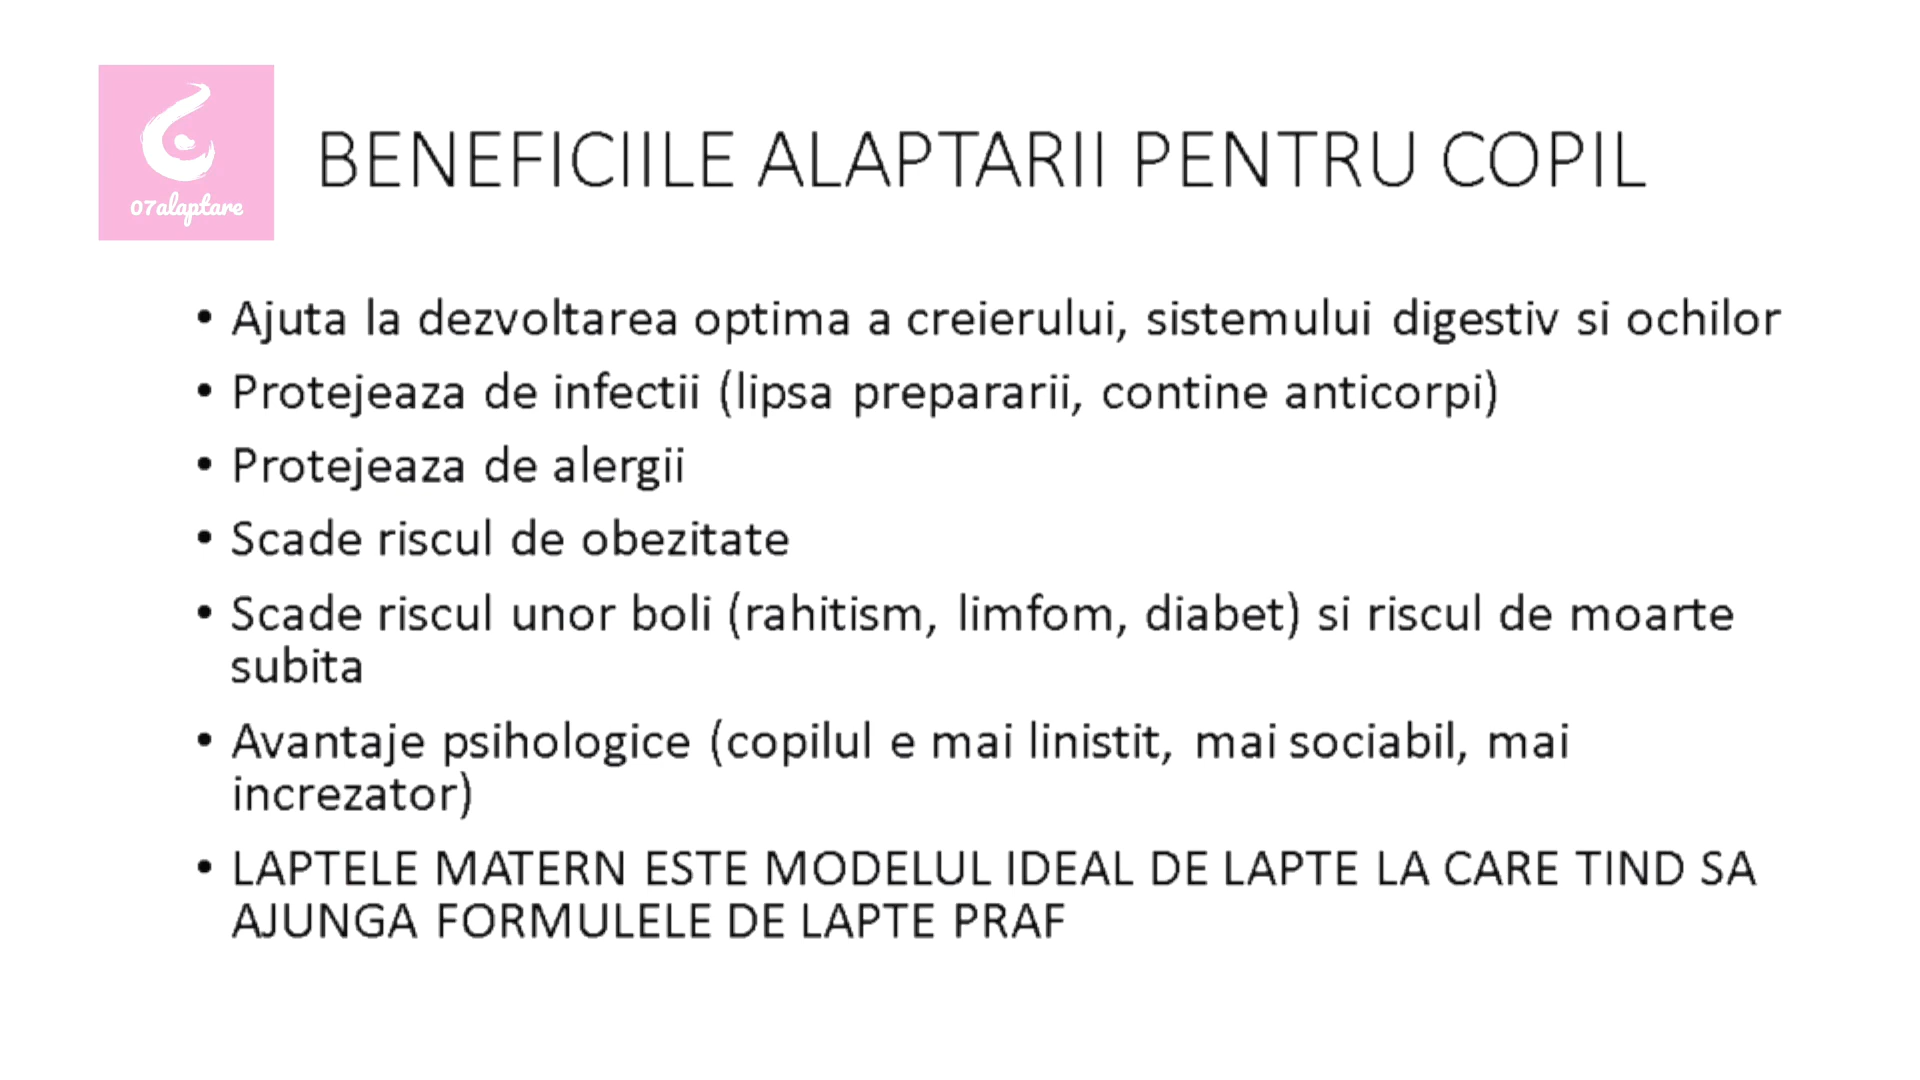 07alaptare
BENEFICIILE ALAPTARII PENTRU COPIL
• Ajuta la dezvoltarea optima a creierului, sistemului digestiv si ochilor
• Protejeaza de infectii (lipsa prepararii, contine anticorpi)
• Protejeaza de alergii
• Scade riscul de obezitate
• Scade riscul unor boli (rahitism, limfom, diabet) si riscul de moarte
subita
• Avantaje psihologice (copilul e mai linistit, mai sociabil, mai
increzator)
• LAPTELE MATERN ESTE MODELUL IDEAL DE LAPTE LA CARE TIND SA
AJUNGA FORMULELE DE LAPTE PRAF